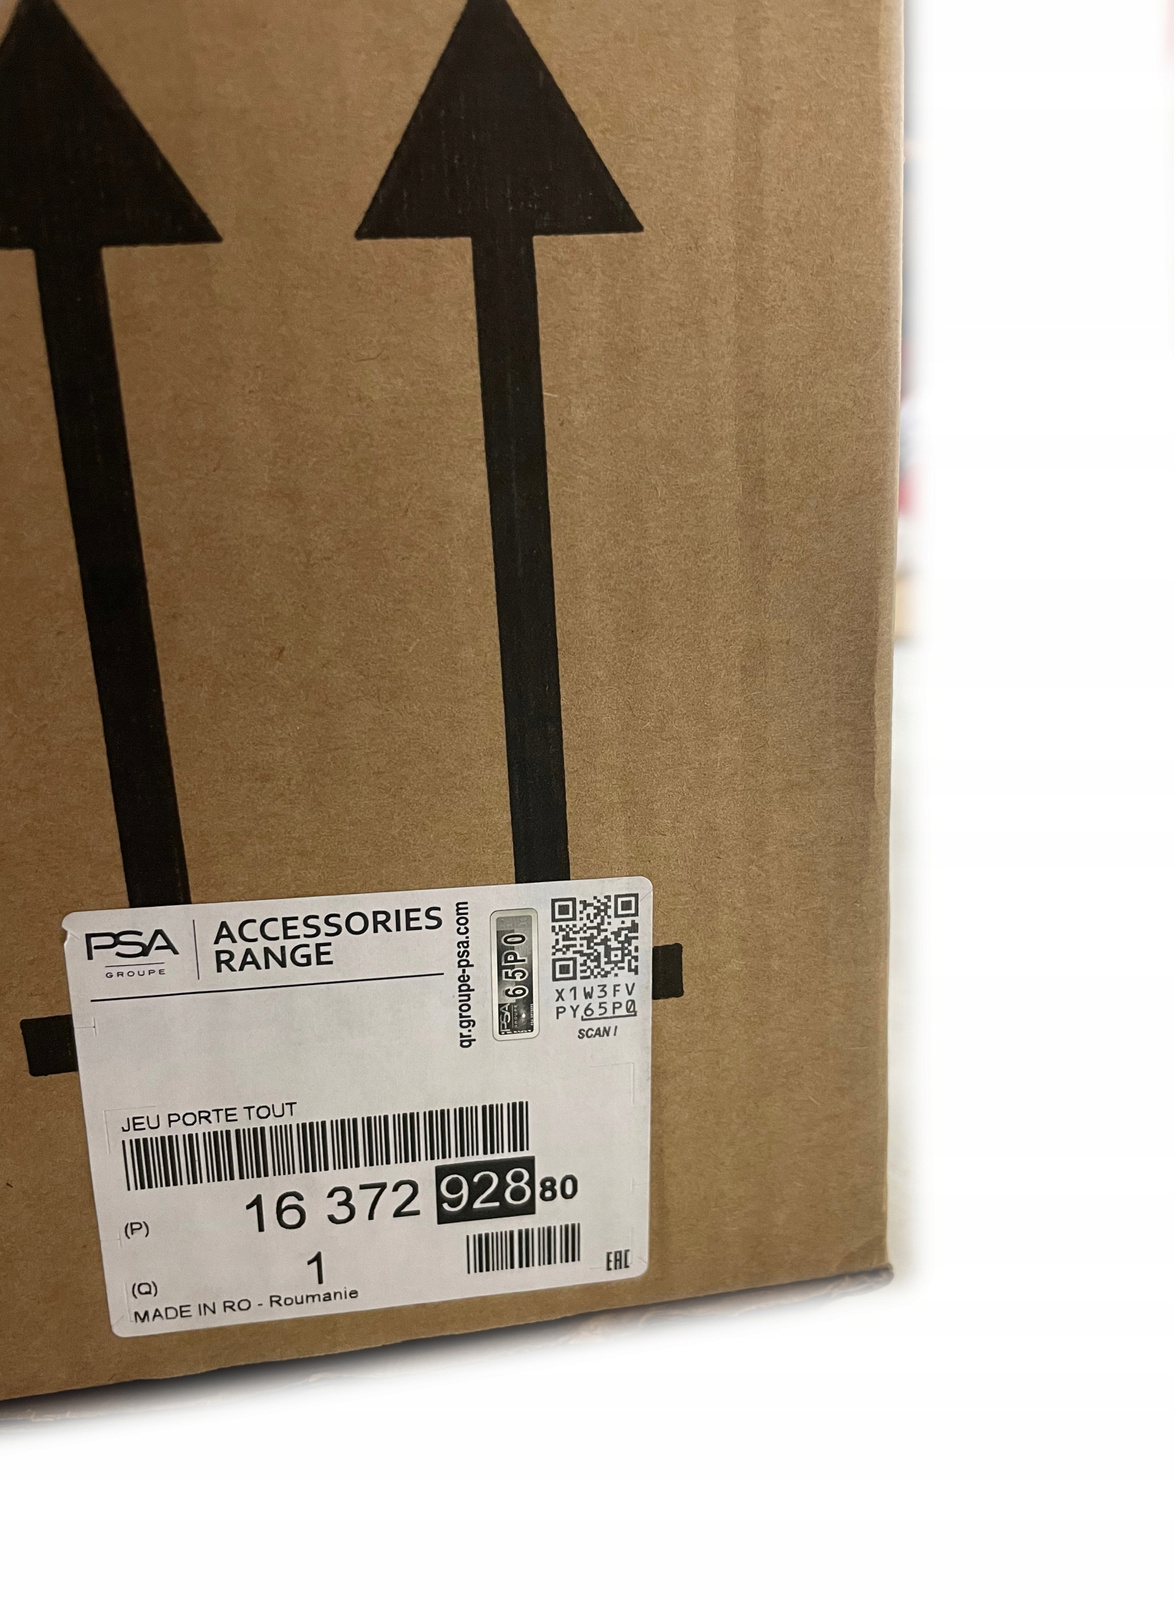 PSA
GROUPE
ACCESSORIES
RANGE
qr.groupe-psa.com
PSA
65P0
X1W3FV
PY65P0
SCAN!
JEU PORTE TOUT
(P) 16 372 928 80
(Q) 1
MADE IN RO - Roumanie
EAC